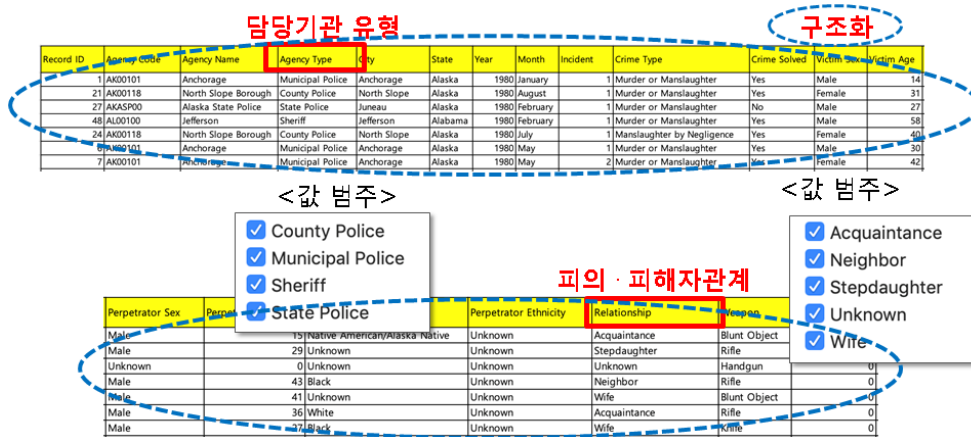 담당기관 유형
구조화
Record ID Agency Code Agency Name Agency Type City State Year Month Incident Crime Type Crime Solved Victim Sex Victim Age
1 AK00101 Anchorage Municipal Police Anchorage Alaska 1980 January 1 Murder or Manslaughter Yes Male 14
21 AK00118 North Slope Borough County Police North Slope Alaska 1980 August 1 Murder or Manslaughter Yes Female 31
27 AKASP00 Alaska State Police State Police Juneau Alaska 1980 February 1 Murder or Manslaughter No Male 27
48 AL00100 Jefferson Sheriff Jefferson Alabama 1980 February 1 Murder or Manslaughter Yes Male 58
24 AK00118 North Slope Borough County Police North Slope Alaska 1980 July 1 Manslaughter by Negligence Yes Female 40
6 AK00101 Anchorage Municipal Police Anchorage Alaska 1980 May 1 Murder or Manslaughter Yes Male 30
7 AK00101 Anchorage Municipal Police Anchorage Alaska 1980 May 2 Murder or Manslaughter Yes Female 42
<값 범주>
<값 범주>
County Police
Municipal Police
Sheriff
State Police
Acquaintance
Neighbor
Stepdaughter
Unknown
Wife
피의 · 피해자관계
Perpetrator Sex Perpetrator Ethnicity Relationship Weapon
Male 15 Native American/Alaska Native Unknown Acquaintance Blunt Object
Male 29 Unknown Unknown Stepdaughter Rifle
Unknown 0 Unknown Unknown Unknown Handgun 0
Male 43 Black Unknown Neighbor Rifle 0
Male 41 Unknown Unknown Wife Blunt Object 0
Male 36 White Unknown Acquaintance Rifle 0
Male 27 Black Unknown Wife Knife 0